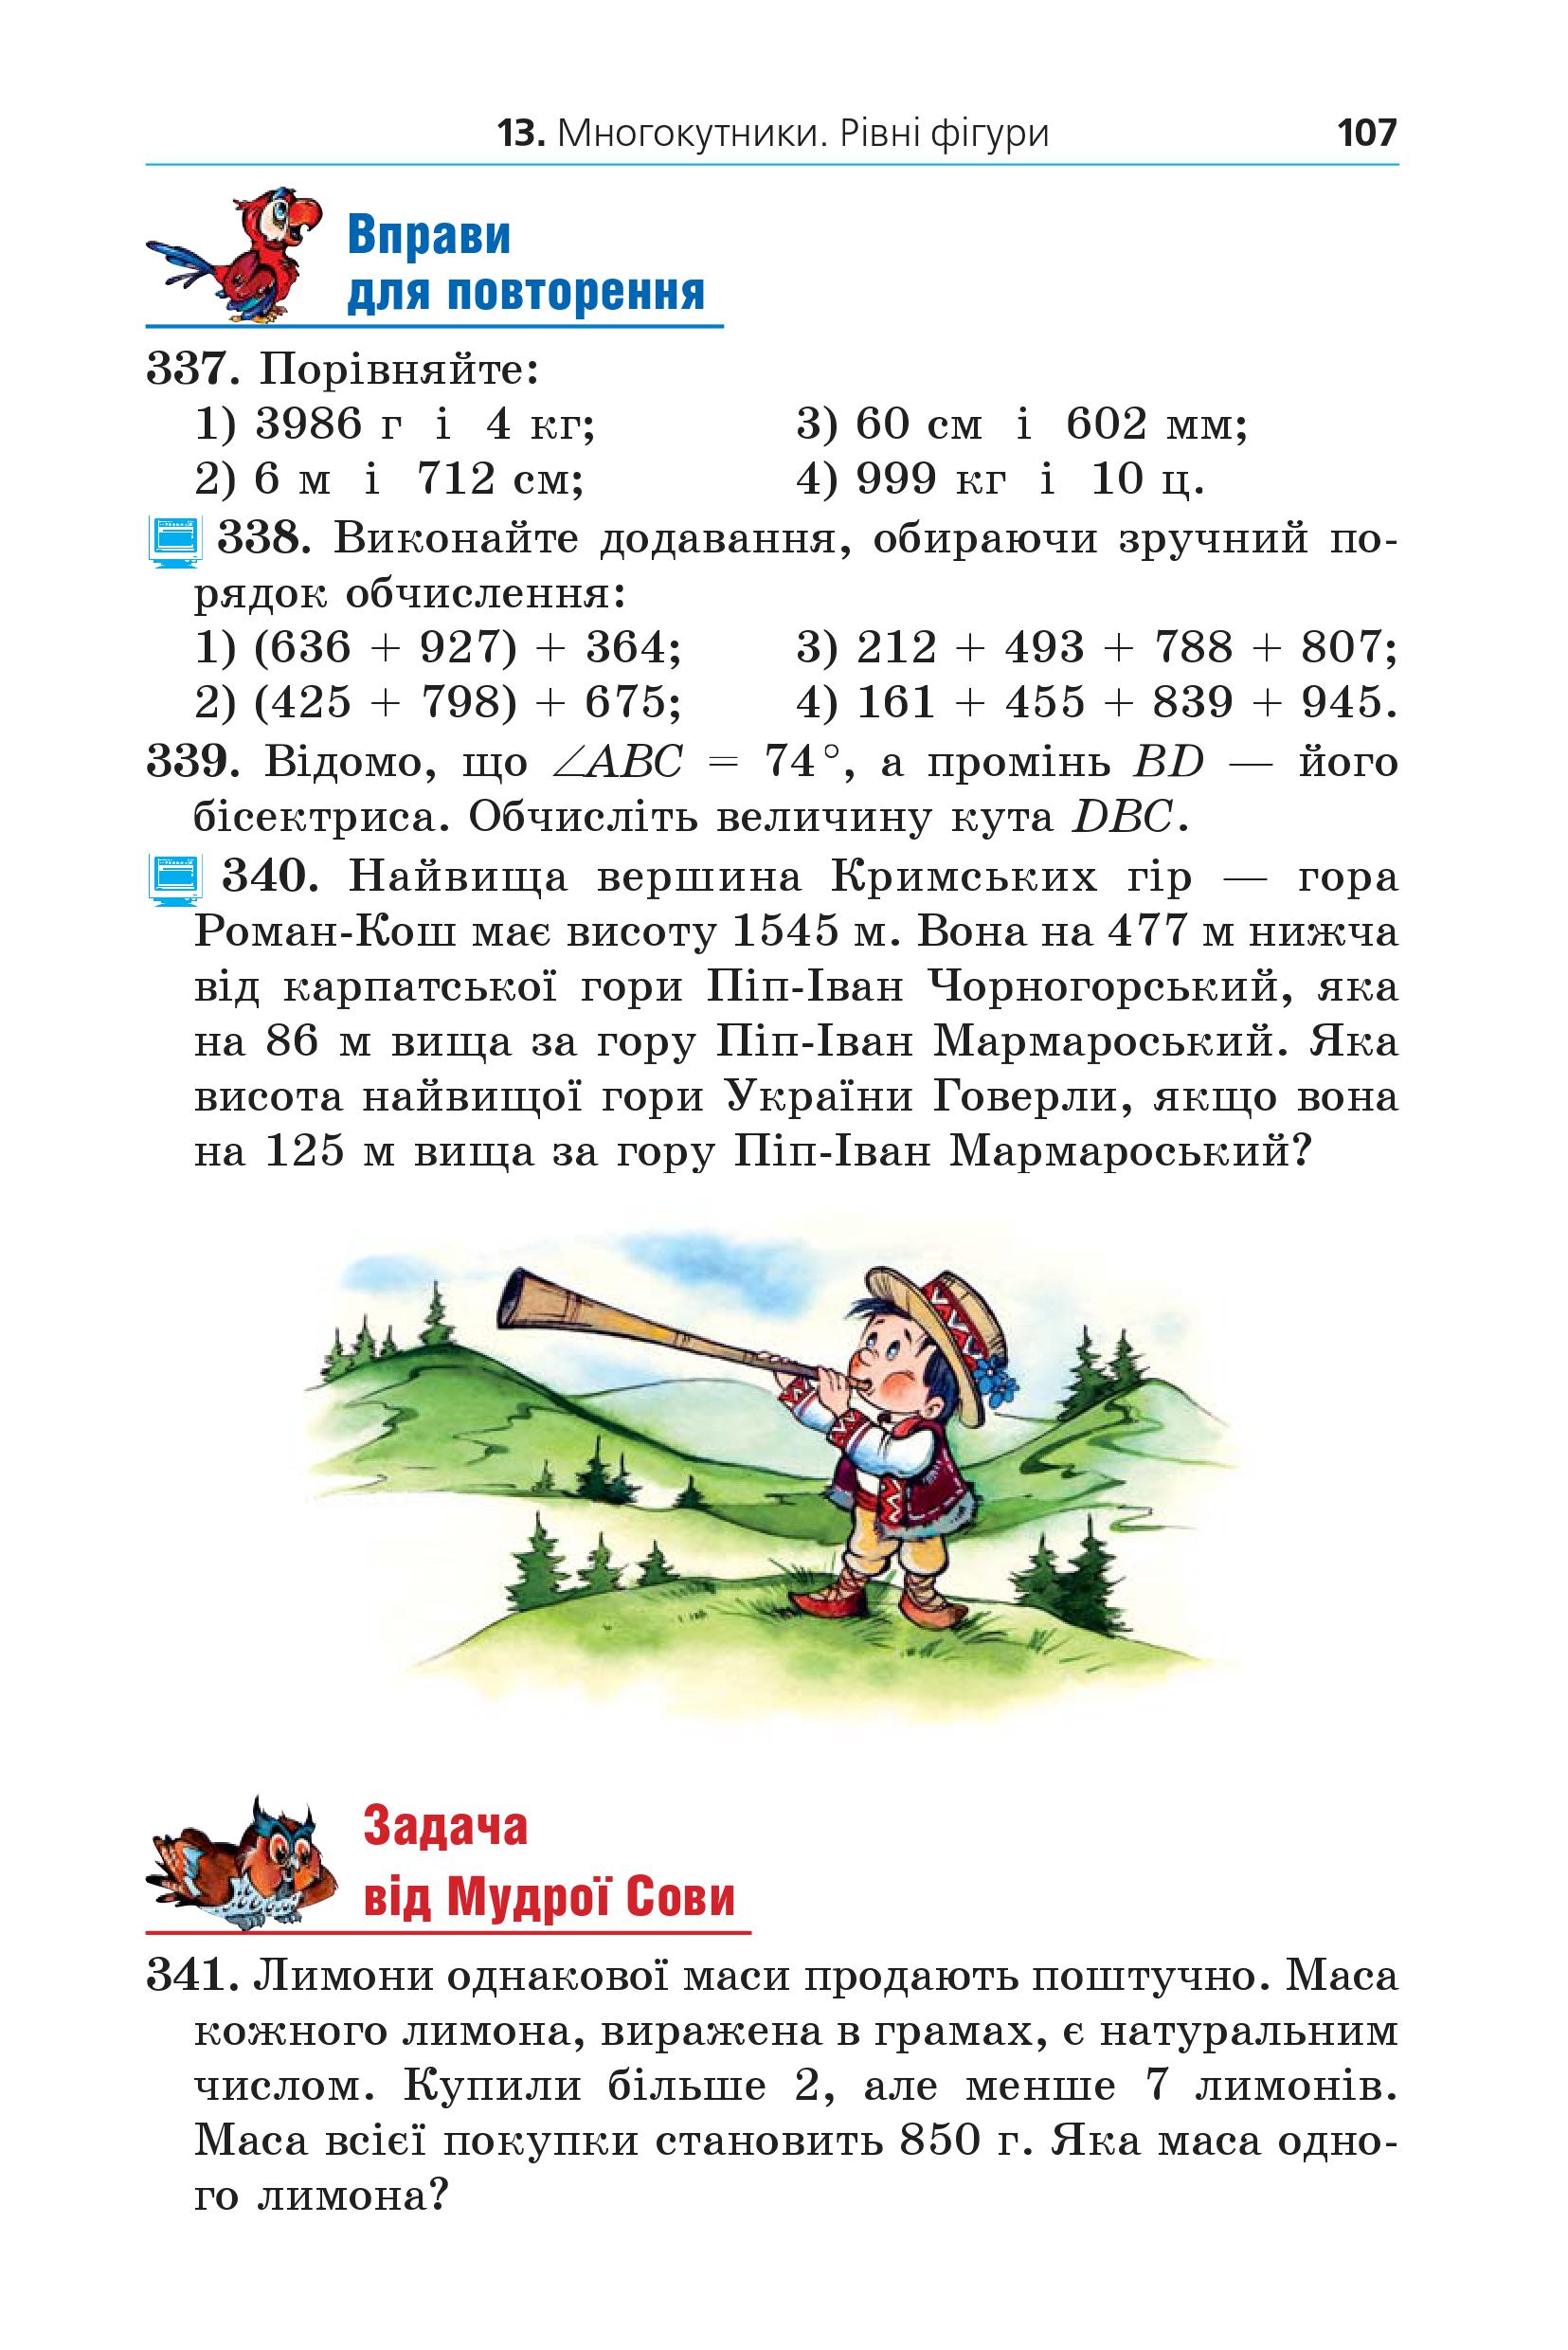 13. Многокутники. Рівні фігури 107
Вправи
для повторення
337. Порівняйте:
1) 3986 г і 4 кг; 3) 60 см і 602 мм;
2) 6 м і 712 см; 4) 999 кг і 10 ц.
338. Виконайте додавання, обираючи зручний по-
рядок обчислення:
1) (636 + 927) + 364; 3) 212 + 493 + 788 + 807;
2) (425 + 798) + 675; 4) 161 + 455 + 839 + 945.
339. Відомо, що ∠ABC = 74°, а промінь BD — його
бісектриса. Обчисліть величину кута DBC.
340. Найвища вершина Кримських гір — гора
Роман-Кош має висоту 1545 м. Вона на 477 м нижча
від карпатської гори Піп-Іван Чорногорський, яка
на 86 м вища за гору Піп-Іван Мармароський. Яка
висота найвищої гори України Говерли, якщо вона
на 125 м вища за гору Піп-Іван Мармароський?
Задача
від Мудрої Сови
341. Лимони однакової маси продають поштучно. Маса
кожного лимона, виражена в грамах, є натуральним
числом. Купили більше 2, але менше 7 лимонів.
Маса всієї покупки становить 850 г. Яка маса одно-
го лимона?